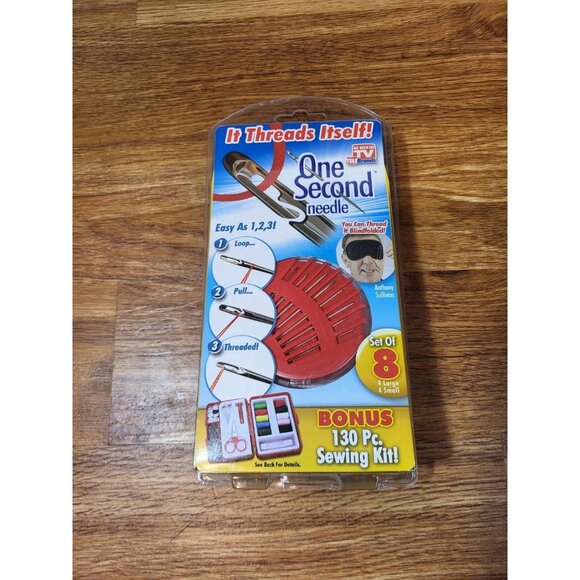 It Threads Itself!
AS SEEN ON
TV
TELEBrands
One
Second™
needle
Easy As 1,2,3!
You Can Thread
It Blindfolded!
1 Loop...
Anthony
Sullivan
2 Pull...
3 Threaded!
Set Of
8
4 Large
4 Small
BONUS
130 Pc.
Sewing Kit!
See Back For Details.